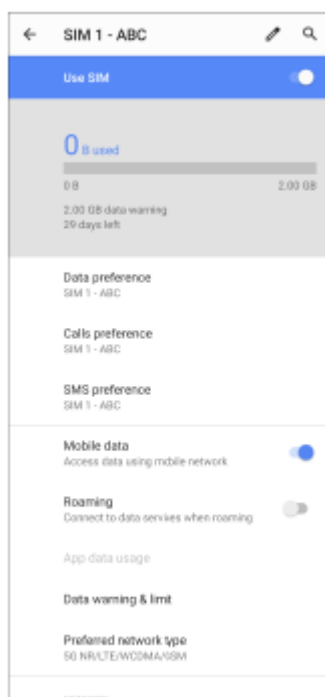 SIM 1 - ABC
Use SIM
0 B used
0 B 2.00 GB
2.00 GB data warning
29 days left
Data preference
SIM 1 - ABC
Calls preference
SIM 1 - ABC
SMS preference
SIM 1 - ABC
Mobile data
Access data using mobile network
Roaming
Connect to data services when roaming
App data usage
Data warning & limit
Preferred network type
5G NR/LTE/WCDMA/GSM